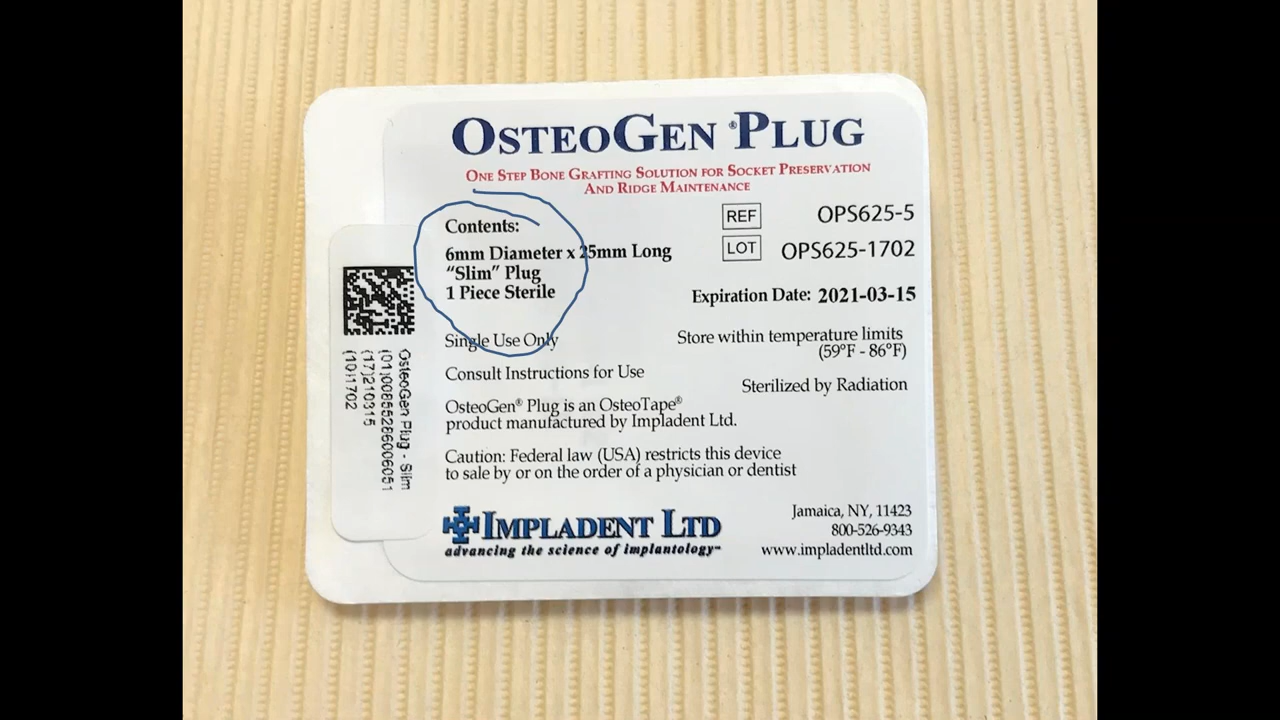 OsteoGen® Plug
One Step Bone Grafting Solution for Socket Preservation
And Ridge Maintenance
Contents:
6mm Diameter x 25mm Long
“Slim” Plug
1 Piece Sterile
REF OPS625-5
LOT OPS625-1702
Expiration Date: 2021-03-15
Single Use Only
Store within temperature limits
(59°F - 86°F)
Consult Instructions for Use
Sterilized by Radiation
OsteoGen® Plug is an OsteoTape®
product manufactured by Impladent Ltd.
Caution: Federal law (USA) restricts this device
to sale by or on the order of a physician or dentist
Impladent Ltd
advancing the science of implantology™
Jamaica, NY, 11423
800-526-9343
www.impladentltd.com
OsteoGen Plug - Slim
(01)00855286006051
(17)210315
(10)1702